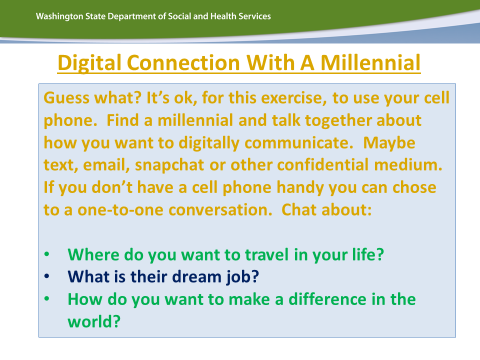 Washington State Department of Social and Health Services
Digital Connection With A Millennial
Guess what? It's ok, for this exercise, to use your cell
phone.  Find a millennial and talk together about
how you want to digitally communicate.  Maybe
text, email, snapchat or other confidential medium.
If you don't have a cell phone handy you can chose
to a one-to-one conversation.  Chat about:
• Where do you want to travel in your life?
• What is their dream job?
• How do you want to make a difference in the
world?